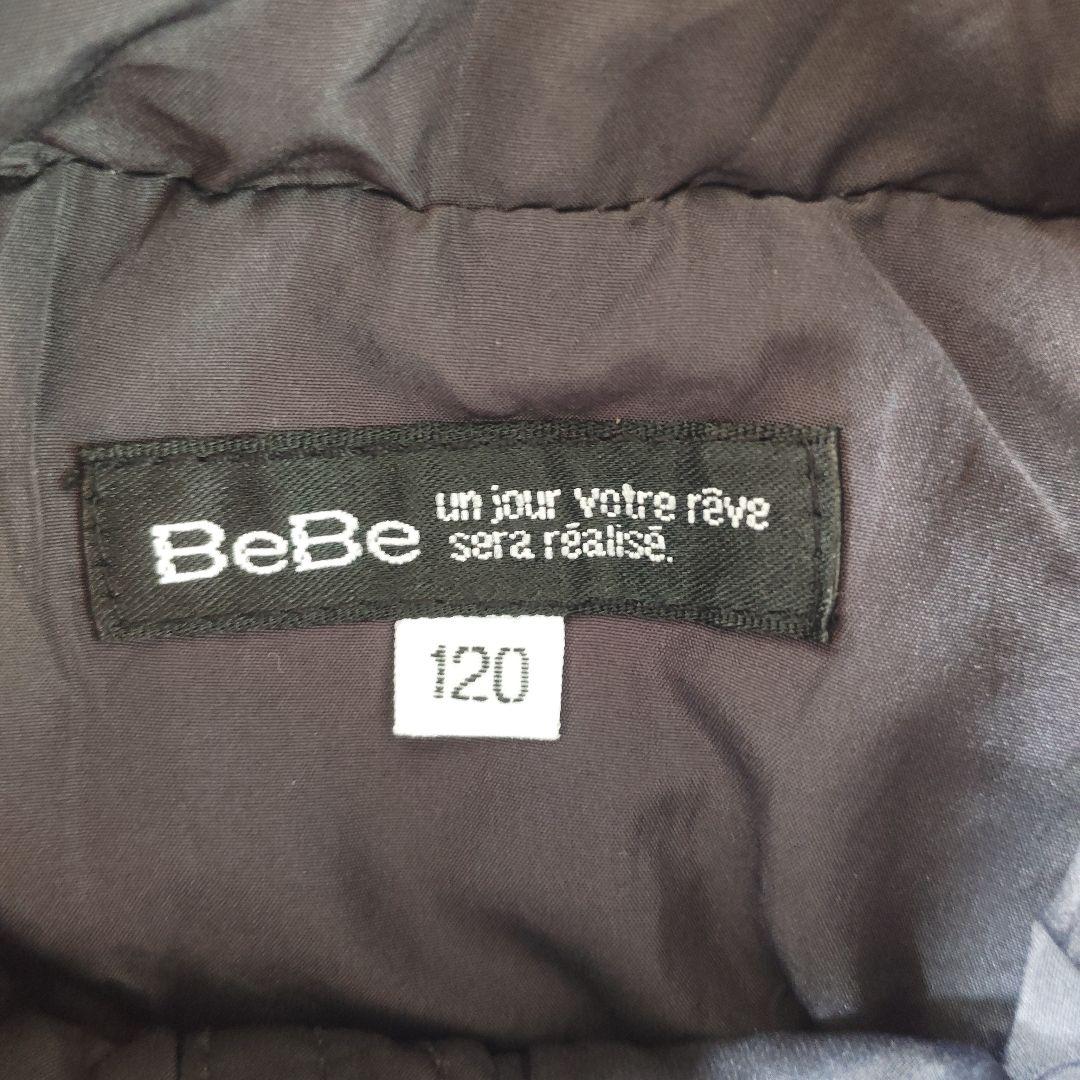 BeBe
un jour votre rêve
sera réalisé.
120